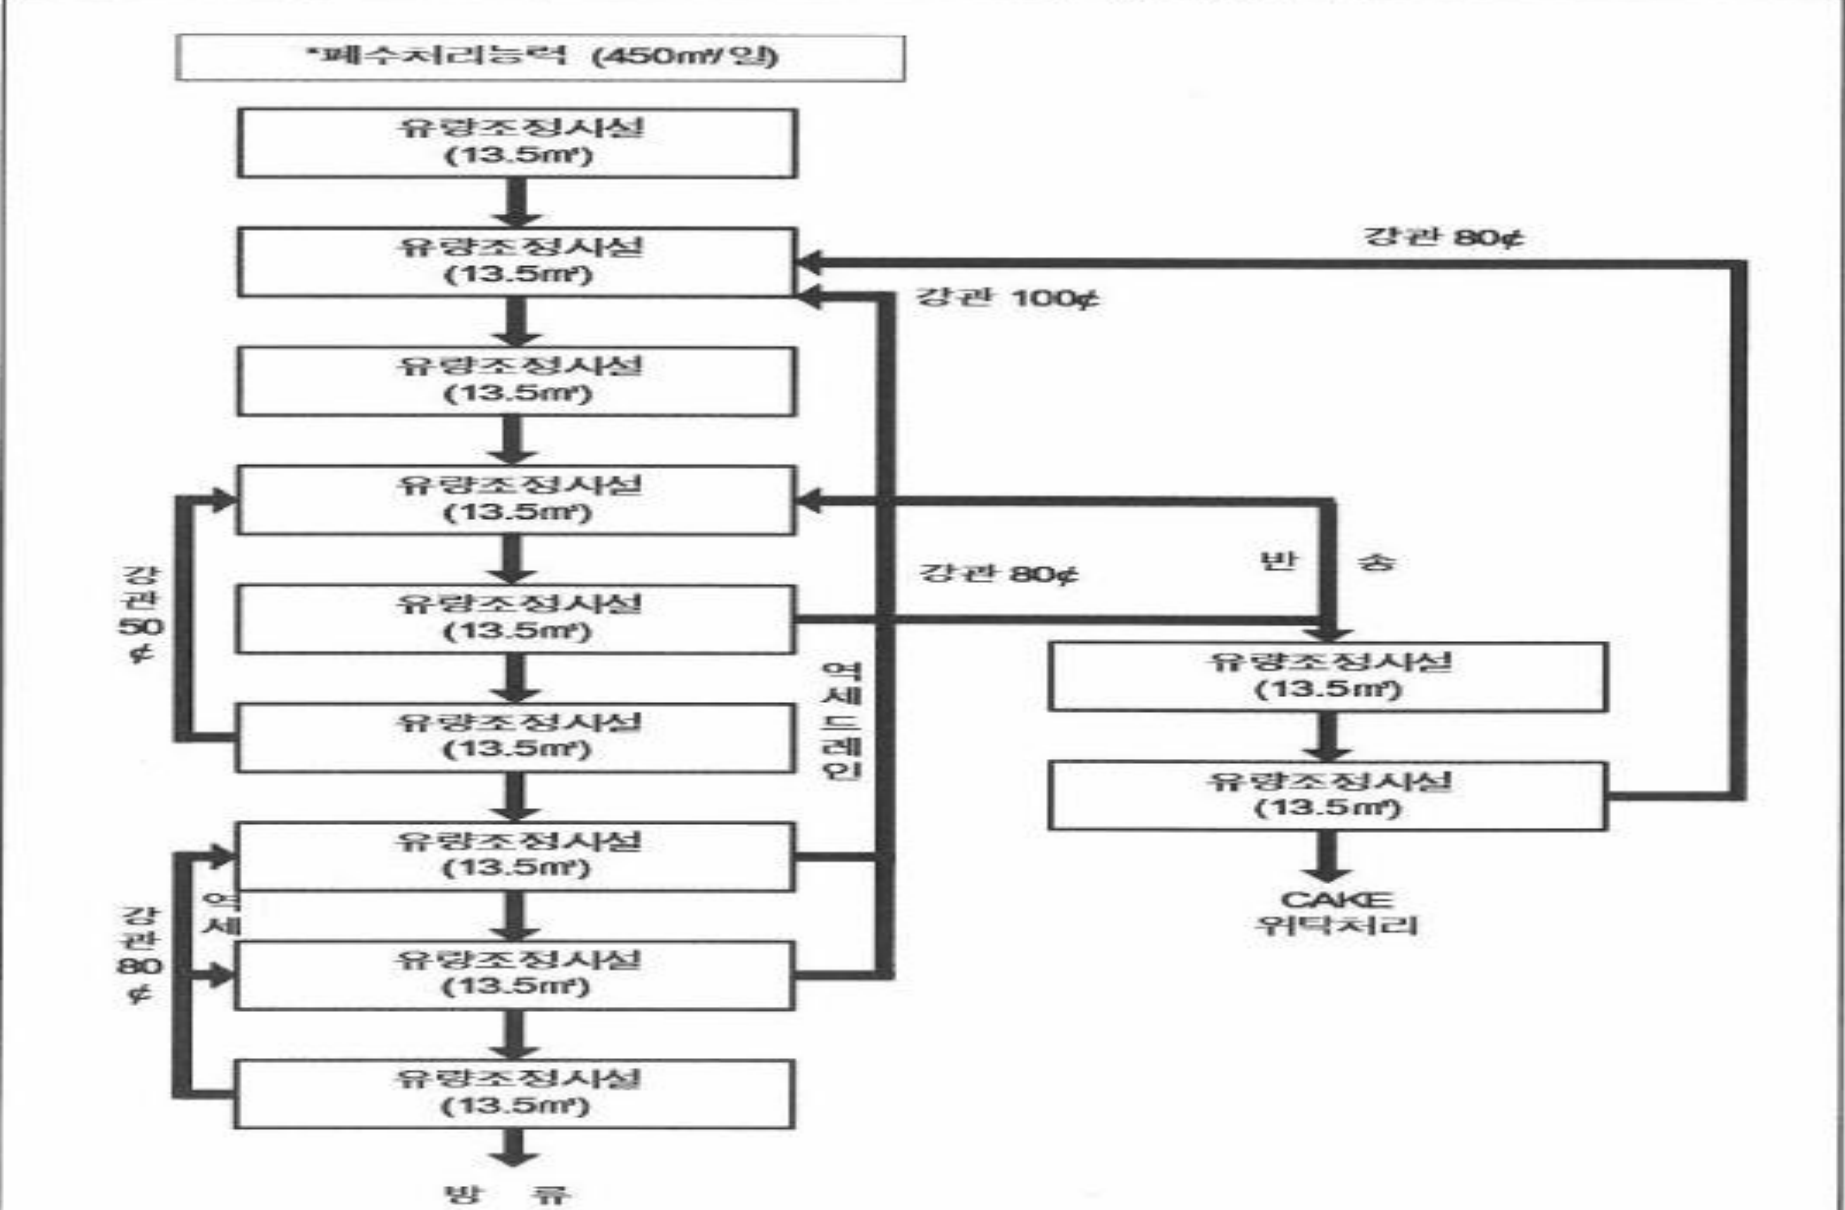 *폐수처리능력 (450㎥/일)
유량조정시설
(13.5㎥)
유량조정시설
(13.5㎥)
강관 80¢
강관 100¢
유량조정시설
(13.5㎥)
유량조정시설
(13.5㎥)
강관50¢
강관 80¢
반 송
유량조정시설
(13.5㎥)
유량조정시설
(13.5㎥)
역세드레인
유량조정시설
(13.5㎥)
유량조정시설
(13.5㎥)
유량조정시설
(13.5㎥)
역세
강관80¢
CAKE
위탁처리
유량조정시설
(13.5㎥)
유량조정시설
(13.5㎥)
방 류